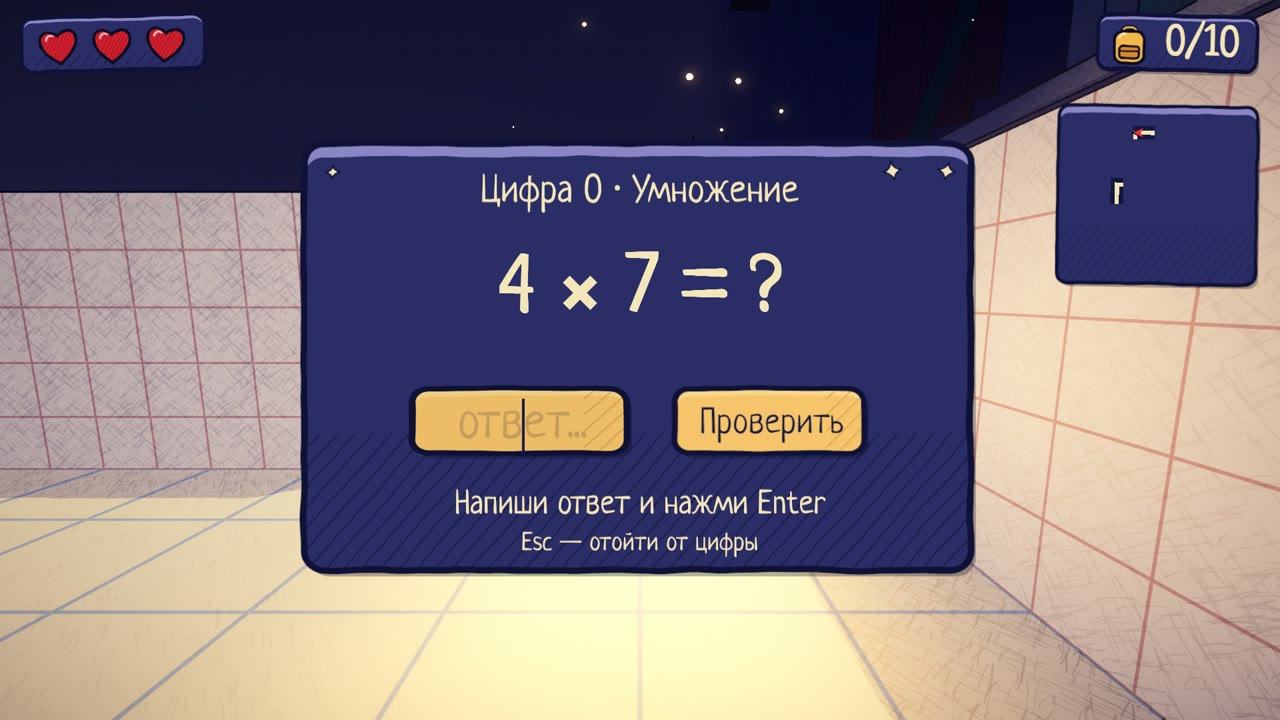 0/10
Цифра 0 · Умножение
4 × 7 = ?
ответ...
Проверить
Напиши ответ и нажми Enter
Esc — отойти от цифры